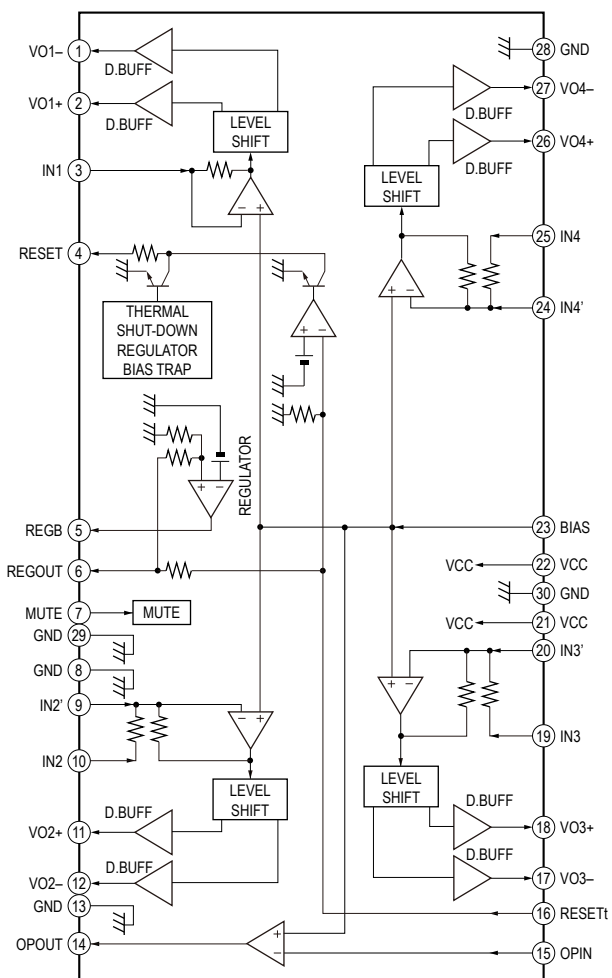 VO1– 1
D.BUFF
VO1+ 2
D.BUFF
LEVEL
SHIFT
IN1 3
– +
RESET 4
THERMAL
SHUT-DOWN
REGULATOR
BIAS TRAP
+ –
REGULATOR
+ –
REGB 5
REGOUT 6
MUTE 7
MUTE
GND 29
GND 8
IN2' 9
– +
IN2 10
LEVEL
SHIFT
D.BUFF
VO2+ 11
D.BUFF
VO2– 12
GND 13
OPOUT 14
+
–
28 GND
27 VO4–
D.BUFF
26 VO4+
D.BUFF
LEVEL
SHIFT
25 IN4
+ –
24 IN4'
23 BIAS
VCC 22 VCC
30 GND
VCC 21 VCC
20 IN3'
+ –
19 IN3
LEVEL
SHIFT
D.BUFF
18 VO3+
D.BUFF
17 VO3–
16 RESETt
15 OPIN